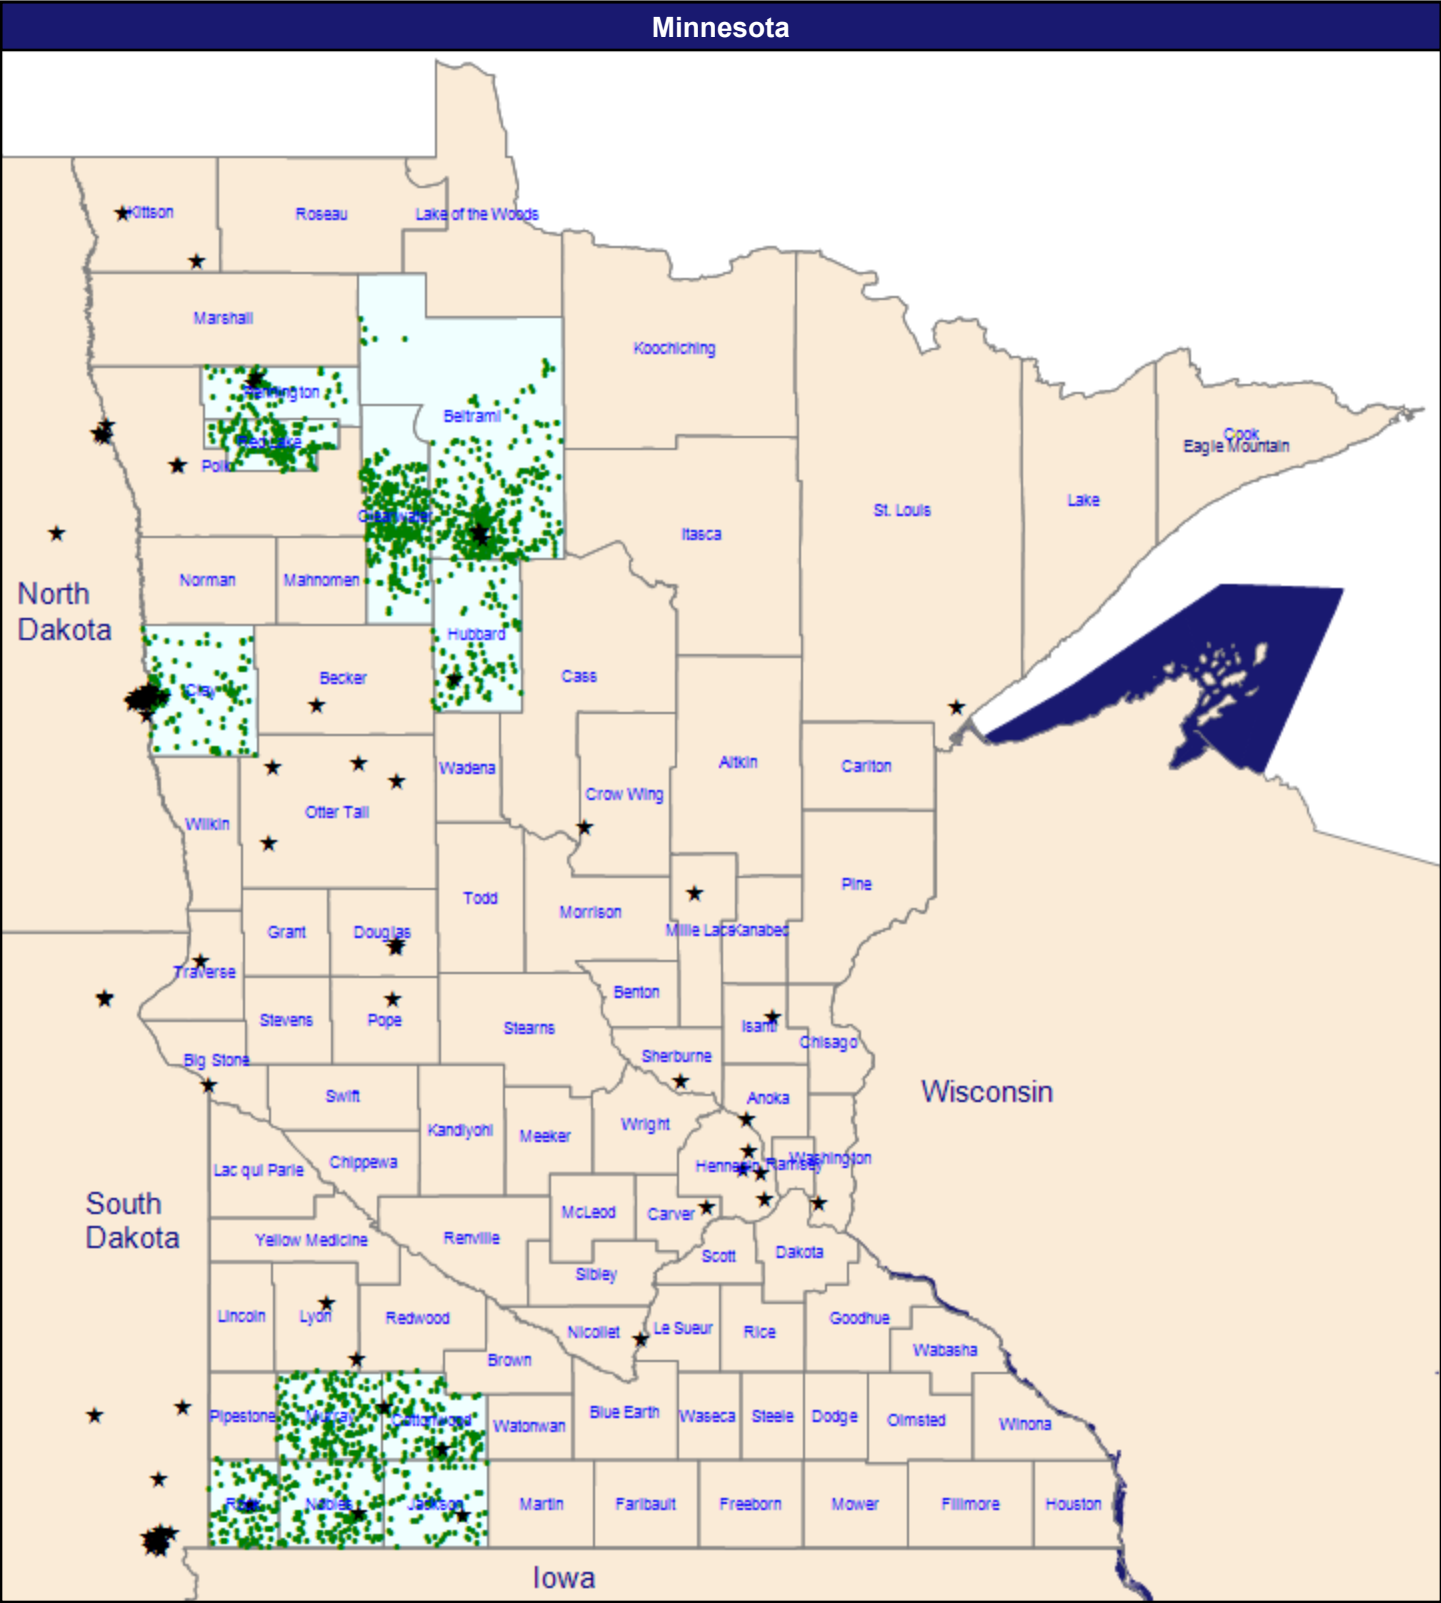 Minnesota
Kittson
Roseau
Lake of the Woods
Marshall
Koochiching
Pennington
Beltrami
Cook
Eagle Mountain
Red Lake
Polk
Lake
St. Louis
Clearwater
Itasca
Norman
Mahnomen
North
Dakota
Hubbard
Cass
Becker
Clay
Aitkin
Carlton
Wadena
Crow Wing
Otter Tail
Wilkin
Pine
Todd
Morrison
Grant
Douglas
Mille Lacs
Kanabec
Traverse
Benton
Stevens
Pope
Stearns
Isanti
Chisago
Big Stone
Sherburne
Wisconsin
Swift
Anoka
Wright
Kandiyohi
Meeker
Chippewa
Lac qui Parle
Hennepin
Ramsey
Washington
South
Dakota
McLeod
Carver
Yellow Medicine
Renville
Scott
Dakota
Sibley
Lincoln
Lyon
Redwood
Goodhue
Nicollet
Le Sueur
Rice
Wabasha
Brown
Pipestone
Murray
Cottonwood
Watonwan
Blue Earth
Waseca
Steele
Dodge
Olmsted
Winona
Rock
Nobles
Jackson
Martin
Faribault
Freeborn
Mower
Fillmore
Houston
Iowa